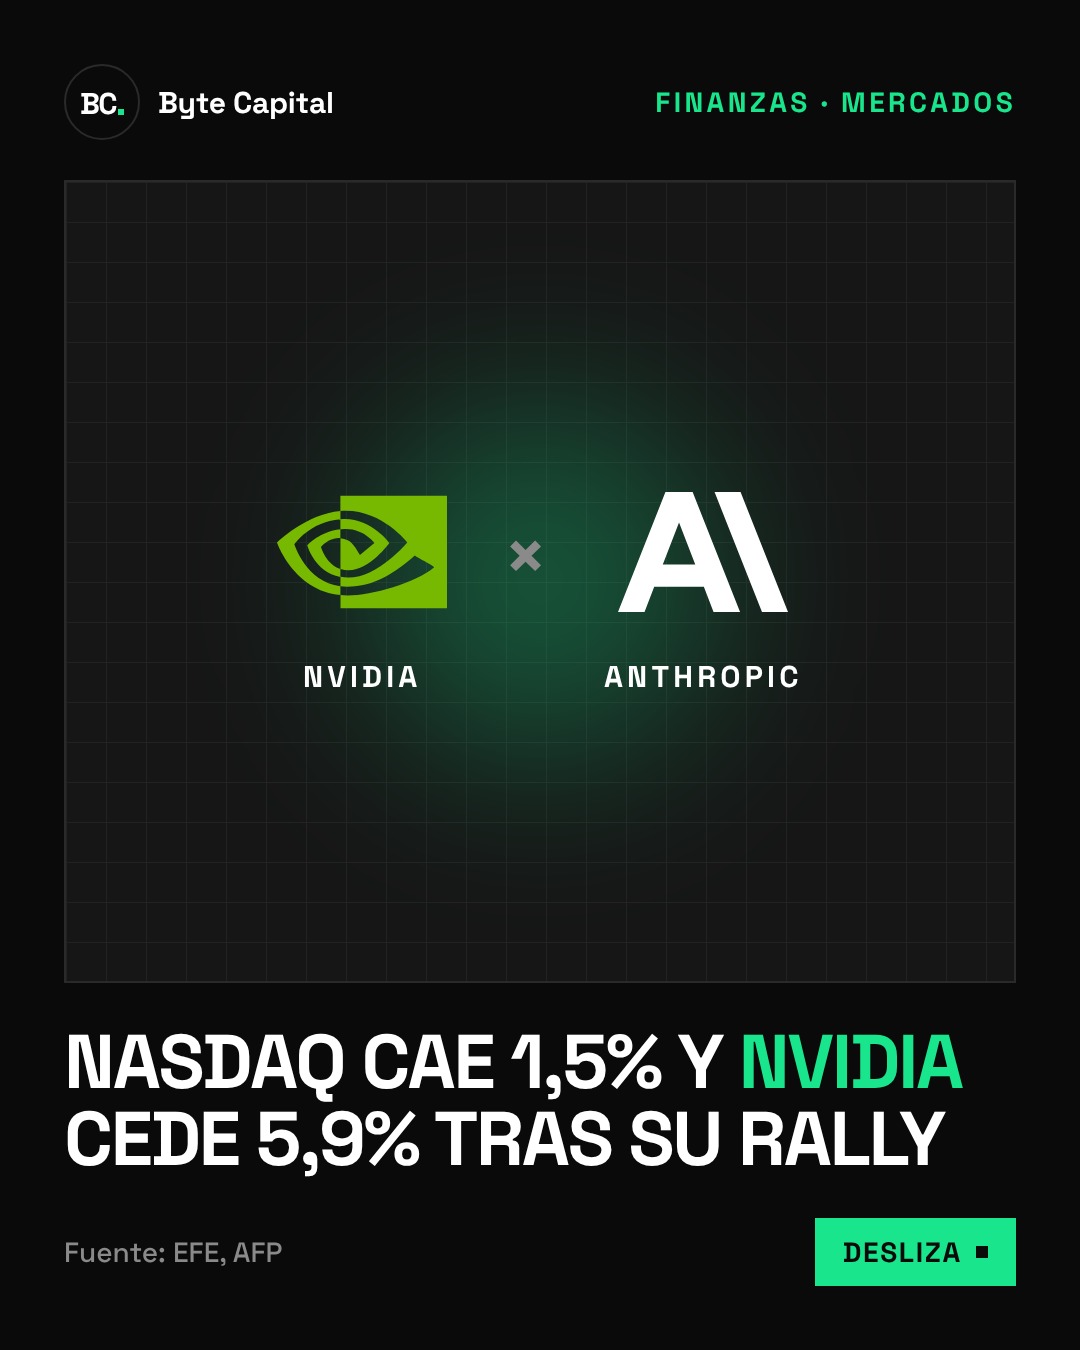 BC.
Byte Capital
FINANZAS · MERCADOS
NVIDIA
×
ANTHROPIC
NASDAQ CAE 1,5% Y NVIDIA
CEDE 5,9% TRAS SU RALLY
Fuente: EFE, AFP
DESLIZA